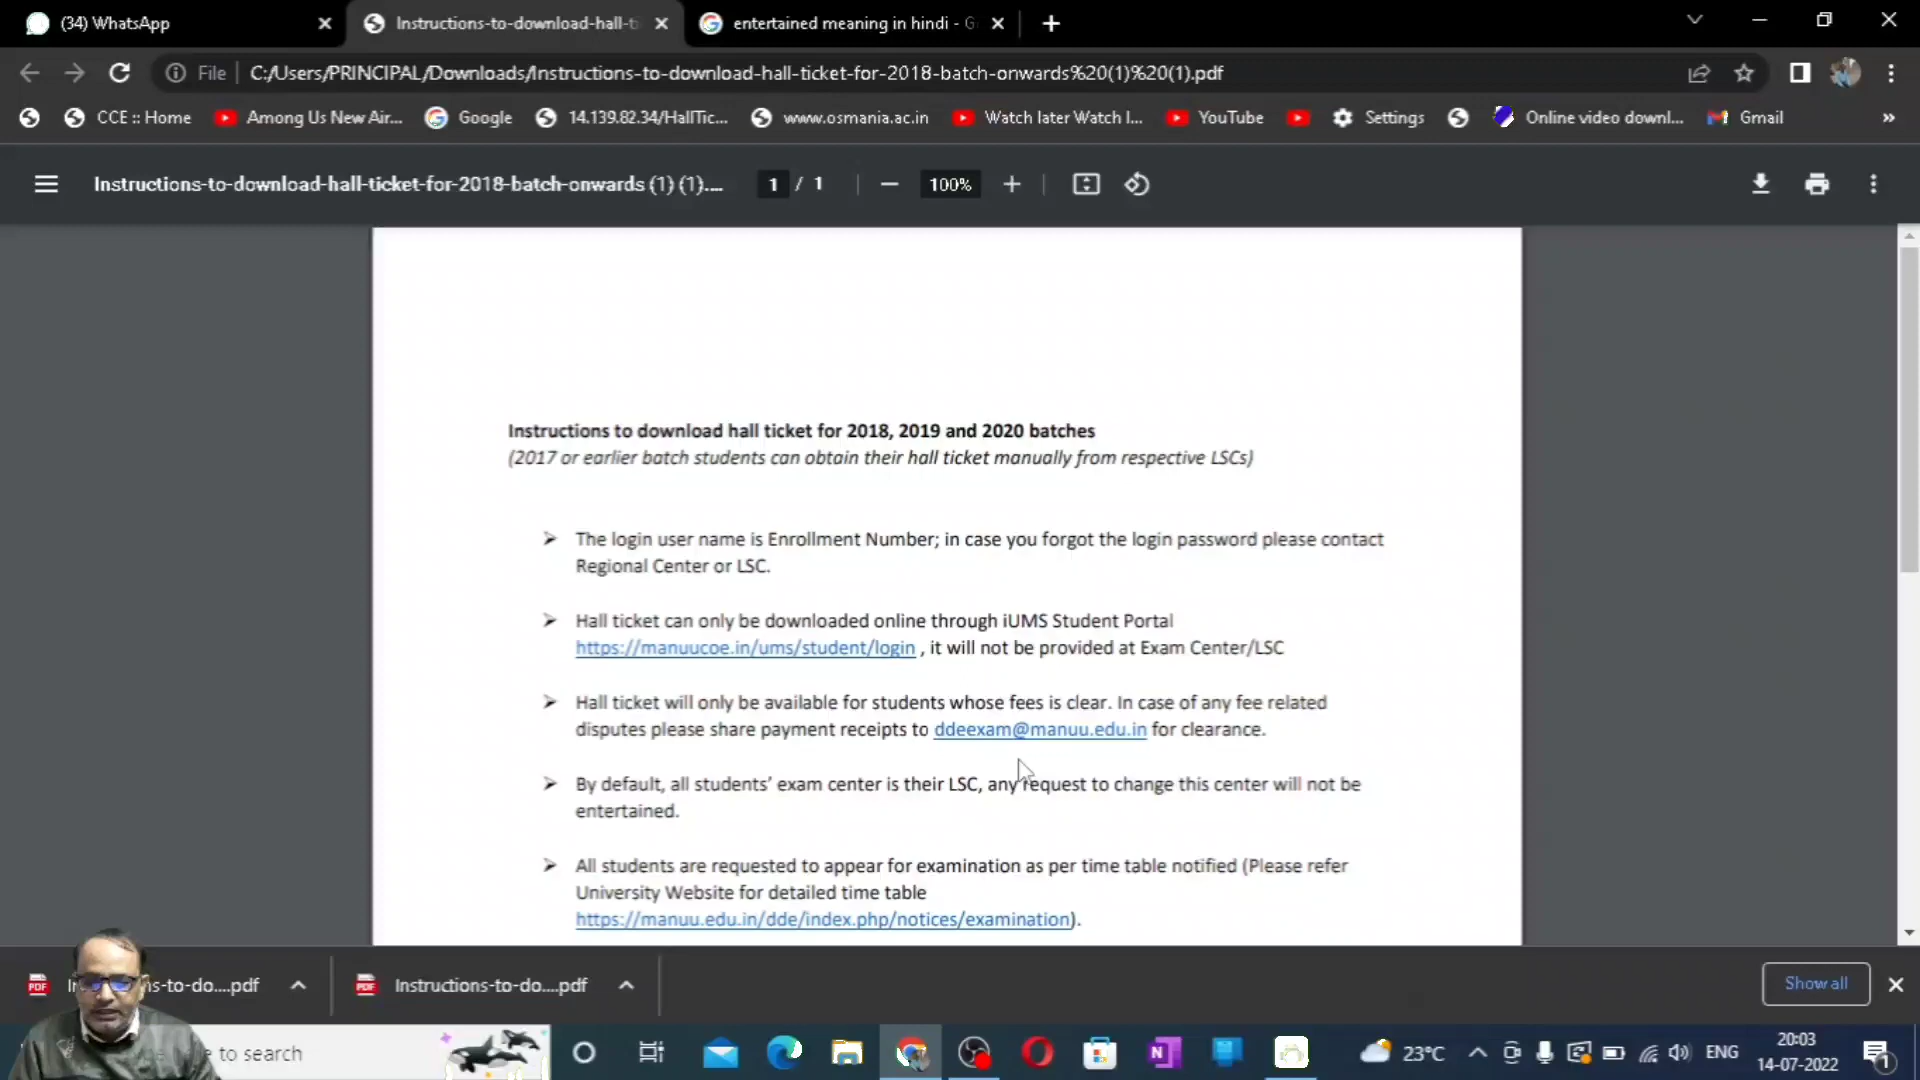 (34) WhatsApp
Instructions-to-download-hall-ti
entertained meaning in hindi - G
File
C:/Users/PRINCIPAL/Downloads/Instructions-to-download-hall-ticket-for-2018-batch-onwards%20(1)%20(1).pdf
CCE :: Home
Among Us New Air...
Google
14.139.82.34/HallTic...
www.osmania.ac.in
Watch later Watch l...
YouTube
Settings
Online video downl...
Gmail
»
Instructions-to-download-hall-ticket-for-2018-batch-onwards (1) (1)....
1 / 1
100%
Instructions to download hall ticket for 2018, 2019 and 2020 batches
(2017 or earlier batch students can obtain their hall ticket manually from respective LSCs)
The login user name is Enrollment Number; in case you forgot the login password please contact
Regional Center or LSC.
Hall ticket can only be downloaded online through iUMS Student Portal
https://manuucoe.in/ums/student/login , it will not be provided at Exam Center/LSC
Hall ticket will only be available for students whose fees is clear. In case of any fee related
disputes please share payment receipts to ddeexam@manuu.edu.in for clearance.
By default, all students' exam center is their LSC, any request to change this center will not be
entertained.
All students are requested to appear for examination as per time table notified (Please refer
University Website for detailed time table
https://manuu.edu.in/dde/index.php/notices/examination).
ns-to-do....pdf
Instructions-to-do....pdf
Show all
to search
23°C
ENG
20:03
14-07-2022
1